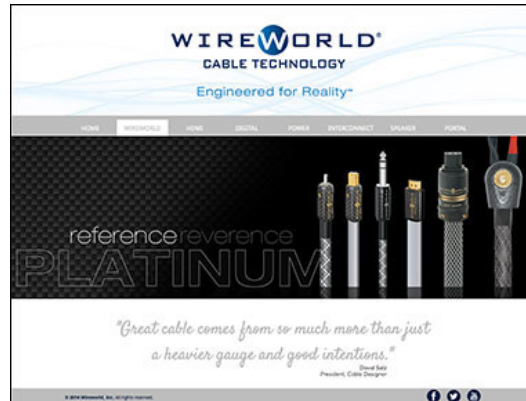 WIREWORLD®
CABLE TECHNOLOGY
Engineered for Reality™
HOME WIREWORLD HDMI DIGITAL POWER INTERCONNECT SPEAKER PORTAL
referencereverence
PLATINUM
"Great cable comes from so much more than just
a heavier gauge and good intentions."
David Salz
President, Cable Designer
© 2014 Wireworld, Inc. All rights reserved.